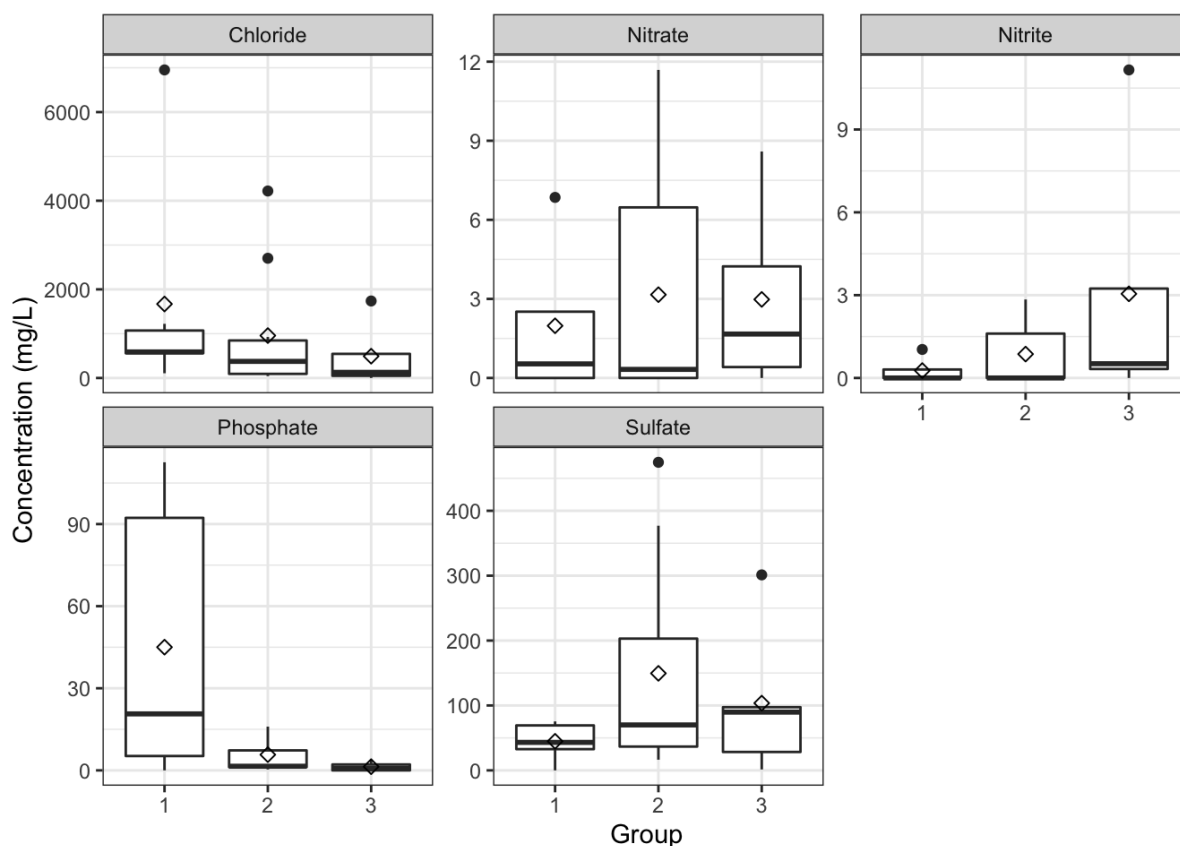 Chloride
Nitrate
Nitrite
Concentration (mg/L)
6000
4000
2000
0
12
9
6
3
0
9
6
3
0
1 2 3
Phosphate
Sulfate
90
60
30
0
400
300
200
100
0
1 2 3
1 2 3
Group